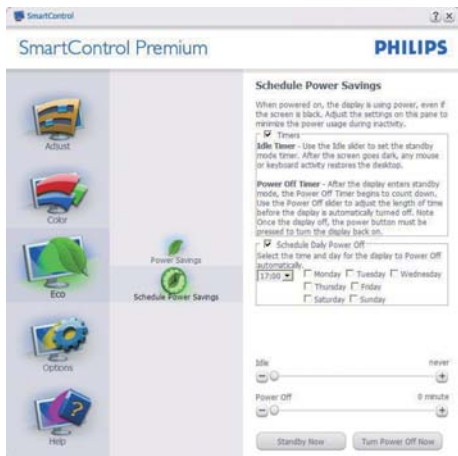 SmartControl
SmartControl Premium
PHILIPS
Adjust
Color
Eco
Options
Help
Power Savings
Schedule Power Savings
Schedule Power Savings
When powered on, the display is using power, even if
the screen is black. Adjust the settings on this pane to
minimize the power usage during inactivity.
Timers
Idle Timer - Use the Idle slider to set the standby
mode timer. After the screen goes dark, any mouse
or keyboard activity restores the desktop.
Power Off Timer - After the display enters standby
mode, the Power Off Timer begins to count down.
Use the Power Off slider to adjust the length of time
before the display is automatically turned off. Note
Once the display off, the power button must be
pressed to turn the display back on.
Schedule Daily Power Off
Select the time and day for the display to Power Off
automatically.
17:00 Monday Tuesday Wednesday
Thursday Friday
Saturday Sunday
Idle never
Power Off 0 minute
Standby Now Turn Power Off Now